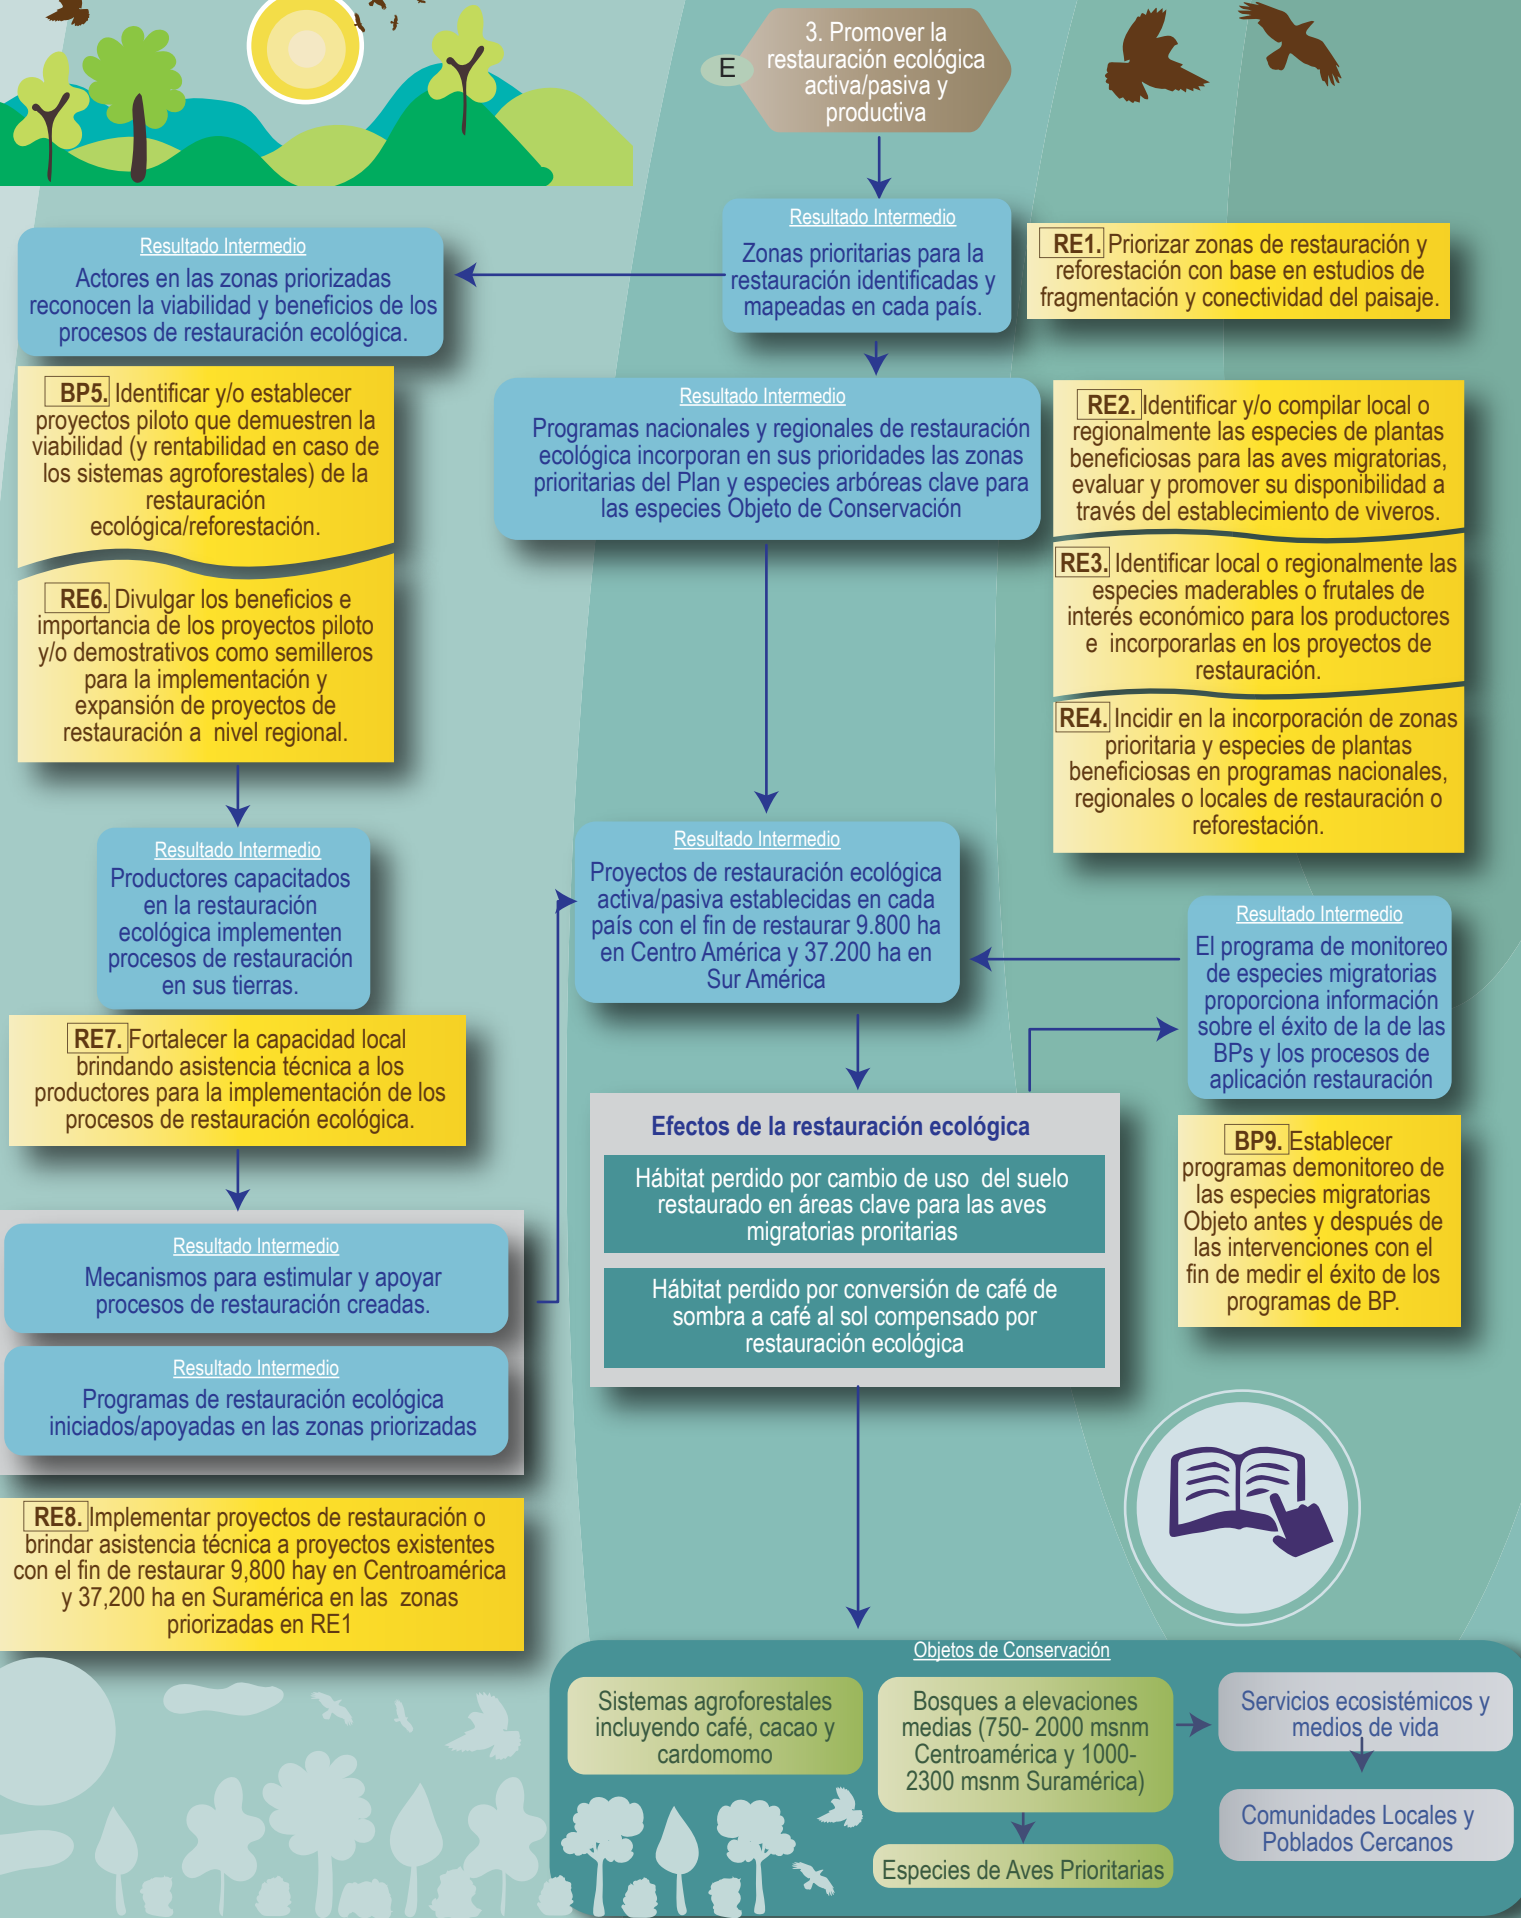 3. Promover la
restauración ecológica
activa/pasiva y
productiva
E
Resultado Intermedio
Zonas prioritarias para la
restauración identificadas y
mapeadas en cada país.
RE1. Priorizar zonas de restauración y
reforestación con base en estudios de
fragmentación y conectividad del paisaje.
Resultado Intermedio
Actores en las zonas priorizadas
reconocen la viabilidad y beneficios de los
procesos de restauración ecológica.
BP5. Identificar y/o establecer
proyectos piloto que demuestren la
viabilidad (y rentabilidad en caso de
los sistemas agroforestales) de la
restauración
ecológica/reforestación.
RE6. Divulgar los beneficios e
importancia de los proyectos piloto
y/o demostrativos como semilleros
para la implementación y
expansión de proyectos de
restauración a nivel regional.
Resultado Intermedio
Programas nacionales y regionales de restauración
ecológica incorporan en sus prioridades las zonas
prioritarias del Plan y especies arbóreas clave para
las especies Objeto de Conservación
RE2. Identificar y/o compilar local o
regionalmente las especies de plantas
beneficiosas para las aves migratorias,
evaluar y promover su disponibilidad a
través del establecimiento de viveros.
RE3. Identificar local o regionalmente las
especies maderables o frutales de
interés económico para los productores
e incorporarlas en los proyectos de
restauración.
RE4. Incidir en la incorporación de zonas
prioritaria y especies de plantas
beneficiosas en programas nacionales,
regionales o locales de restauración o
reforestación.
Resultado Intermedio
Productores capacitados
en la restauración
ecológica implementen
procesos de restauración
en sus tierras.
RE7. Fortalecer la capacidad local
brindando asistencia técnica a los
productores para la implementación de los
procesos de restauración ecológica.
Resultado Intermedio
Mecanismos para estimular y apoyar
procesos de restauración creadas.
Resultado Intermedio
Programas de restauración ecológica
iniciados/apoyadas en las zonas priorizadas
RE8. Implementar proyectos de restauración o
brindar asistencia técnica a proyectos existentes
con el fin de restaurar 9,800 hay en Centroamérica
y 37,200 ha en Suramérica en las zonas
priorizadas en RE1
Resultado Intermedio
Proyectos de restauración ecológica
activa/pasiva establecidas en cada
país con el fin de restaurar 9.800 ha
en Centro América y 37.200 ha en
Sur América
Resultado Intermedio
El programa de monitoreo
de especies migratorias
proporciona información
sobre el éxito de la de las
BPs y los procesos de
aplicación restauración
BP9. Establecer
programas demonitoreo de
las especies migratorias
Objeto antes y después de
las intervenciones con el
fin de medir el éxito de los
programas de BP.
Efectos de la restauración ecológica
Hábitat perdido por cambio de uso del suelo
restaurado en áreas clave para las aves
migratorias proritarias
Hábitat perdido por conversión de café de
sombra a café al sol compensado por
restauración ecológica
Objetos de Conservación
Sistemas agroforestales
incluyendo café, cacao y
cardomomo
Bosques a elevaciones
medias (750- 2000 msnm
Centroamérica y 1000-
2300 msnm Suramérica)
Especies de Aves Prioritarias
Servicios ecosistémicos y
medios de vida
Comunidades Locales y
Poblados Cercanos